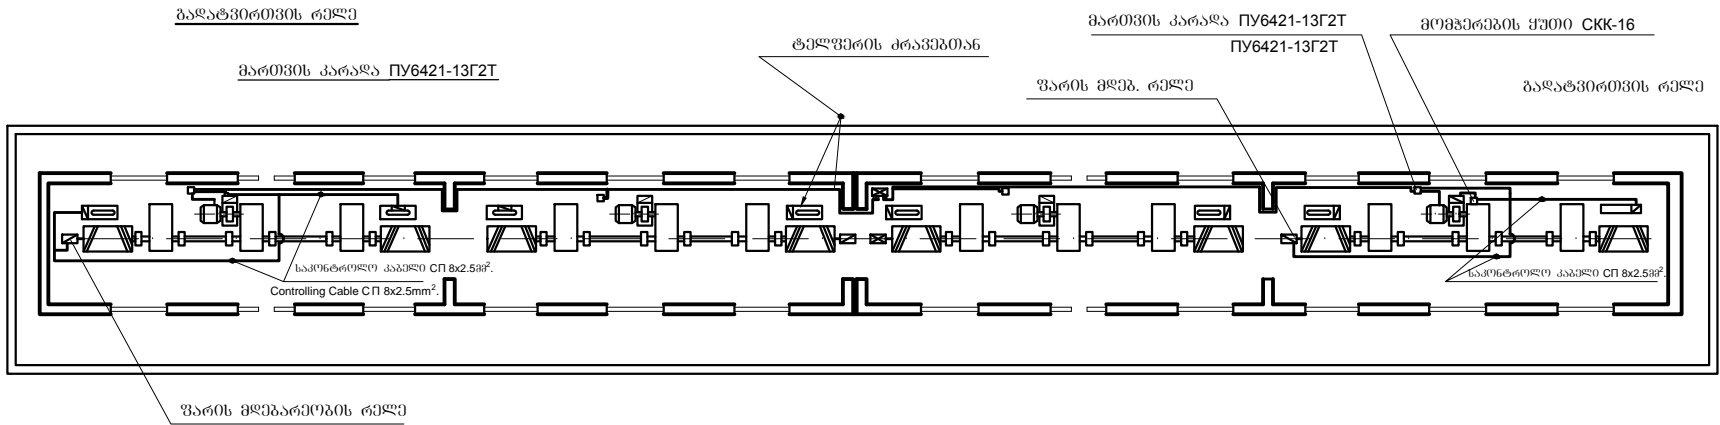 გადატვირთვის რელე
მართვის კარადა ПУ6421-13Г2Т
ტელფერის ძრავებთან
მართვის კარადა ПУ6421-13Г2Т
ПУ6421-13Г2Т
მომჭერების ყუთი СКК-16
ფარის მდებ. რელე
გადატვირთვის რელე
საკონტროლო კაბელი СП 8x2.5მმ².
Controlling Cable СП 8x2.5mm².
საკონტროლო კაბელი СП 8x2.5მმ².
ფარის მდებარეობის რელე